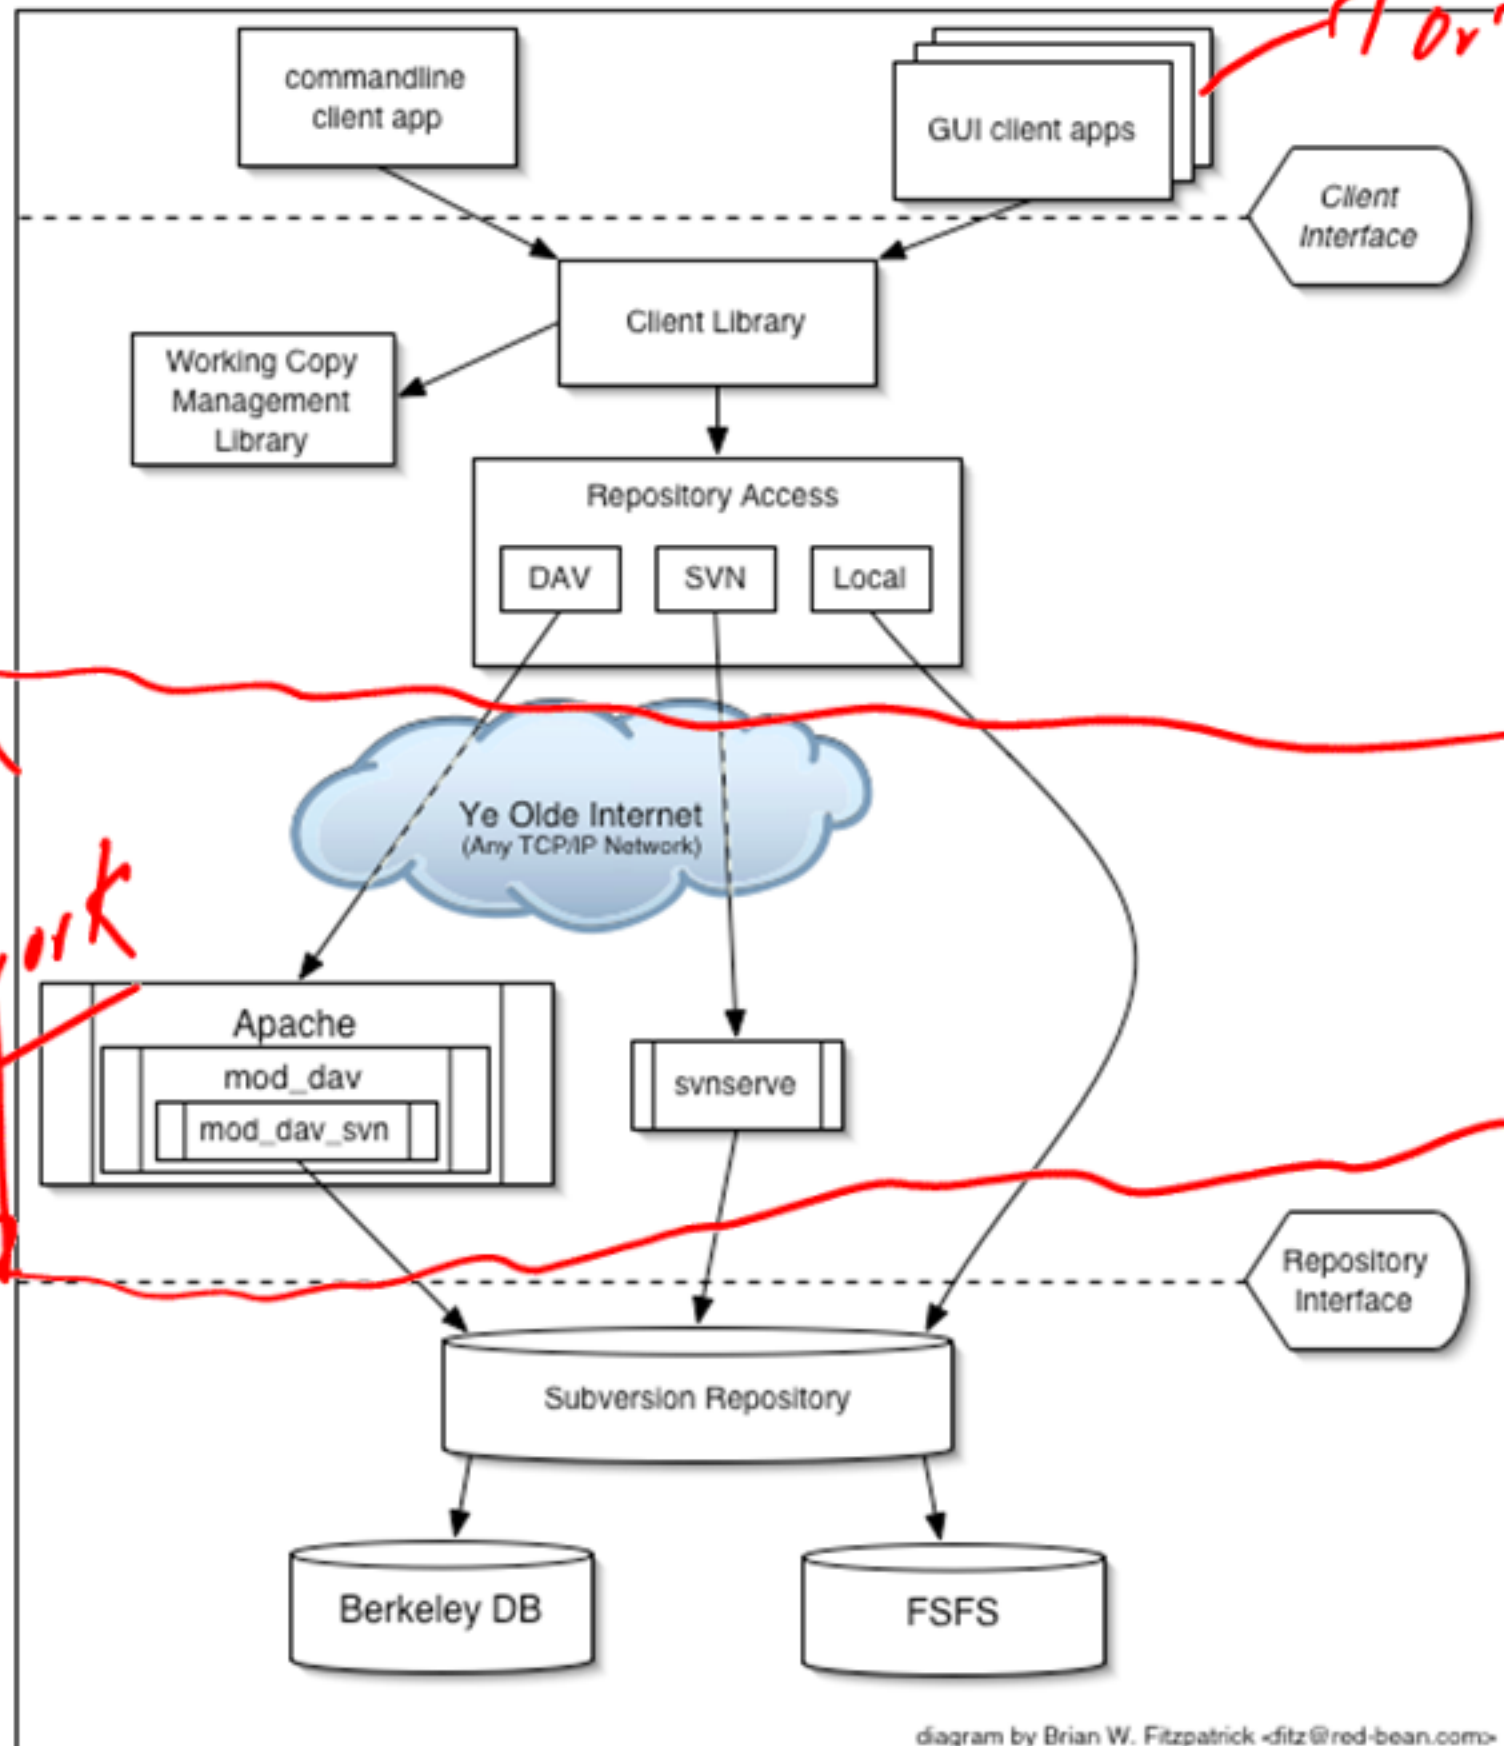 commandline
client app
GUI client apps
Client
Interface
Client Library
Working Copy
Management
Library
Repository Access
DAV
SVN
Local
Ye Olde Internet
(Any TCP/IP Network)
ork
Apache
mod_dav
mod_dav_svn
svnserve
Repository
Interface
Subversion Repository
Berkeley DB
FSFS
diagram by Brian W. Fitzpatrick <fitz@red-bean.com>